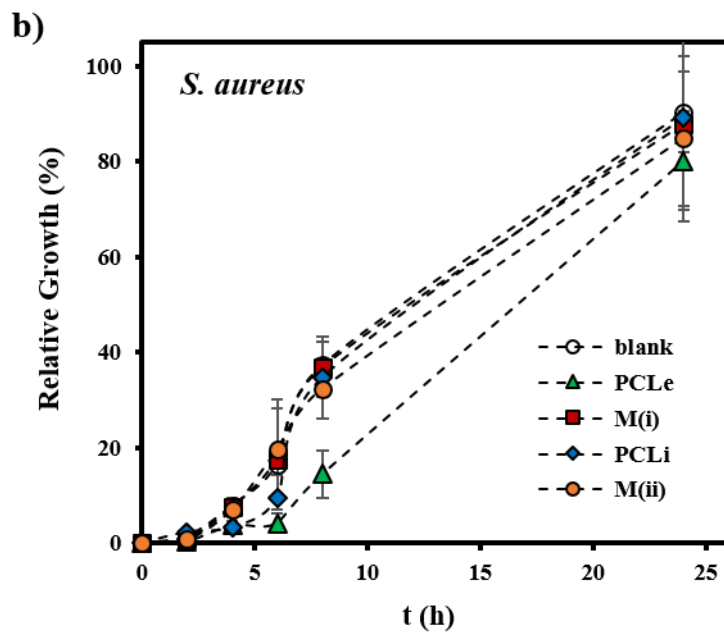 b)
S. aureus
Relative Growth (%)
100
80
60
40
20
0
0 5 10 15 20 25
t (h)
blank
PCLe
M(i)
PCLi
M(ii)